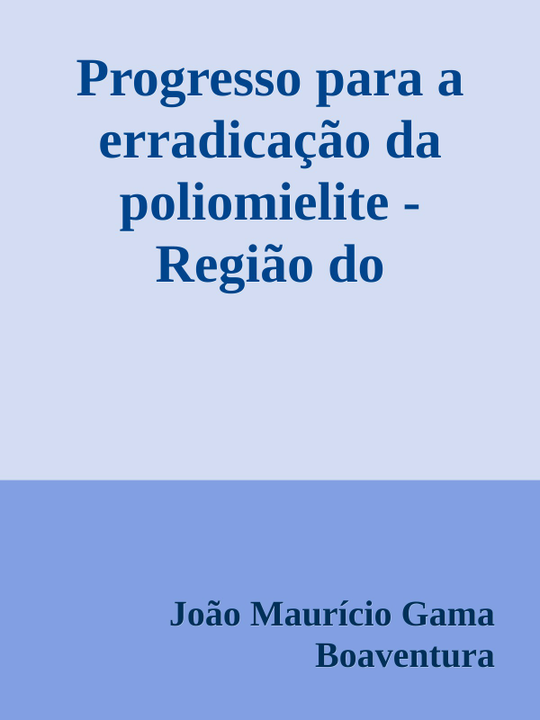 Progresso para a
erradicação da
poliomielite -
Região do
João Maurício Gama
Boaventura